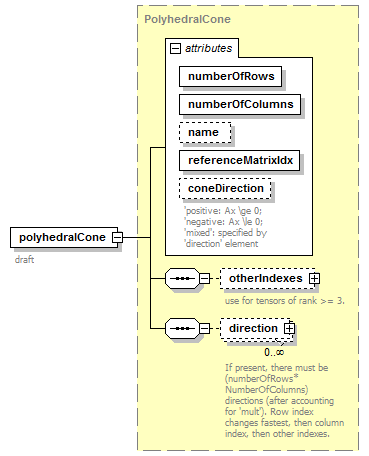 PolyhedralCone
attributes
numberOfRows
numberOfColumns
name
referenceMatrixIdx
coneDirection
'positive: Ax \ge 0;
'negative: Ax \le 0;
'mixed': specified by
'direction' element
polyhedralCone
draft
otherIndexes
use for tensors of rank >= 3.
direction
0..∞
If present, there must be
(numberOfRows*
NumberOfColumns)
directions (after accounting
for 'mult'). Row index
changes fastest, then column
index, then other indexes.